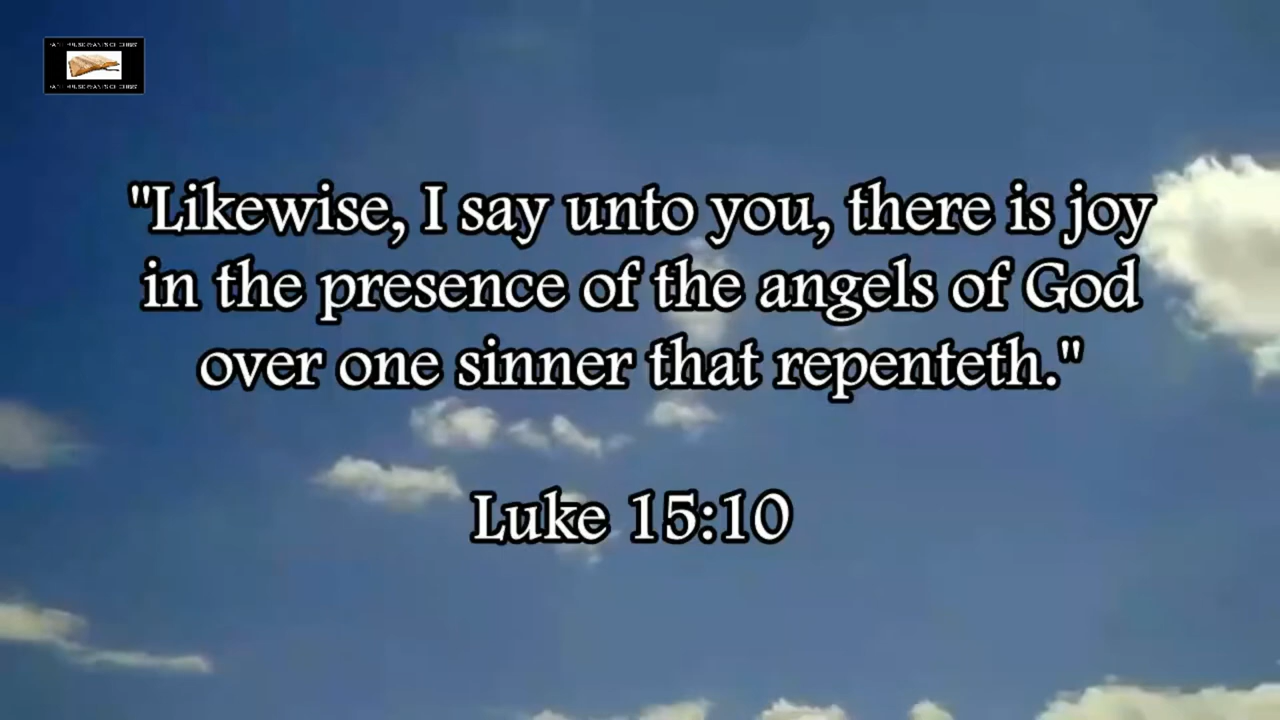 "Likewise, I say unto you, there is joy
in the presence of the angels of God
over one sinner that repenteth."
Luke 15:10